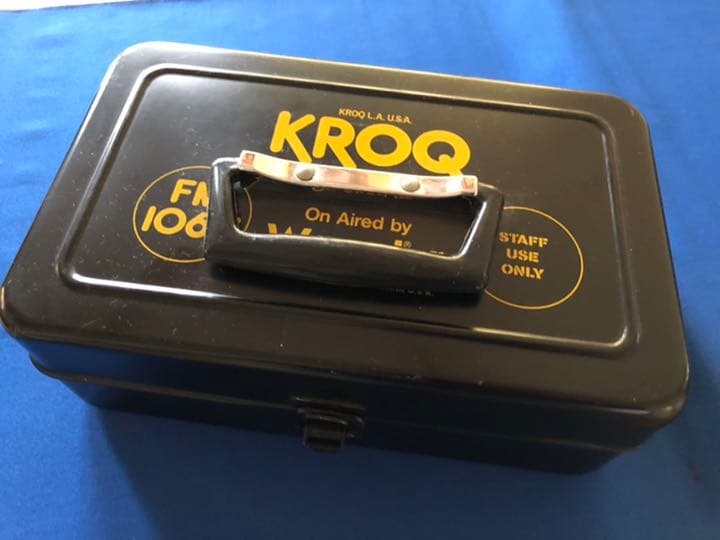 KROQ L.A. U.S.A.
KROQ
FM
106
On Aired by
STAFF
USE
ONLY